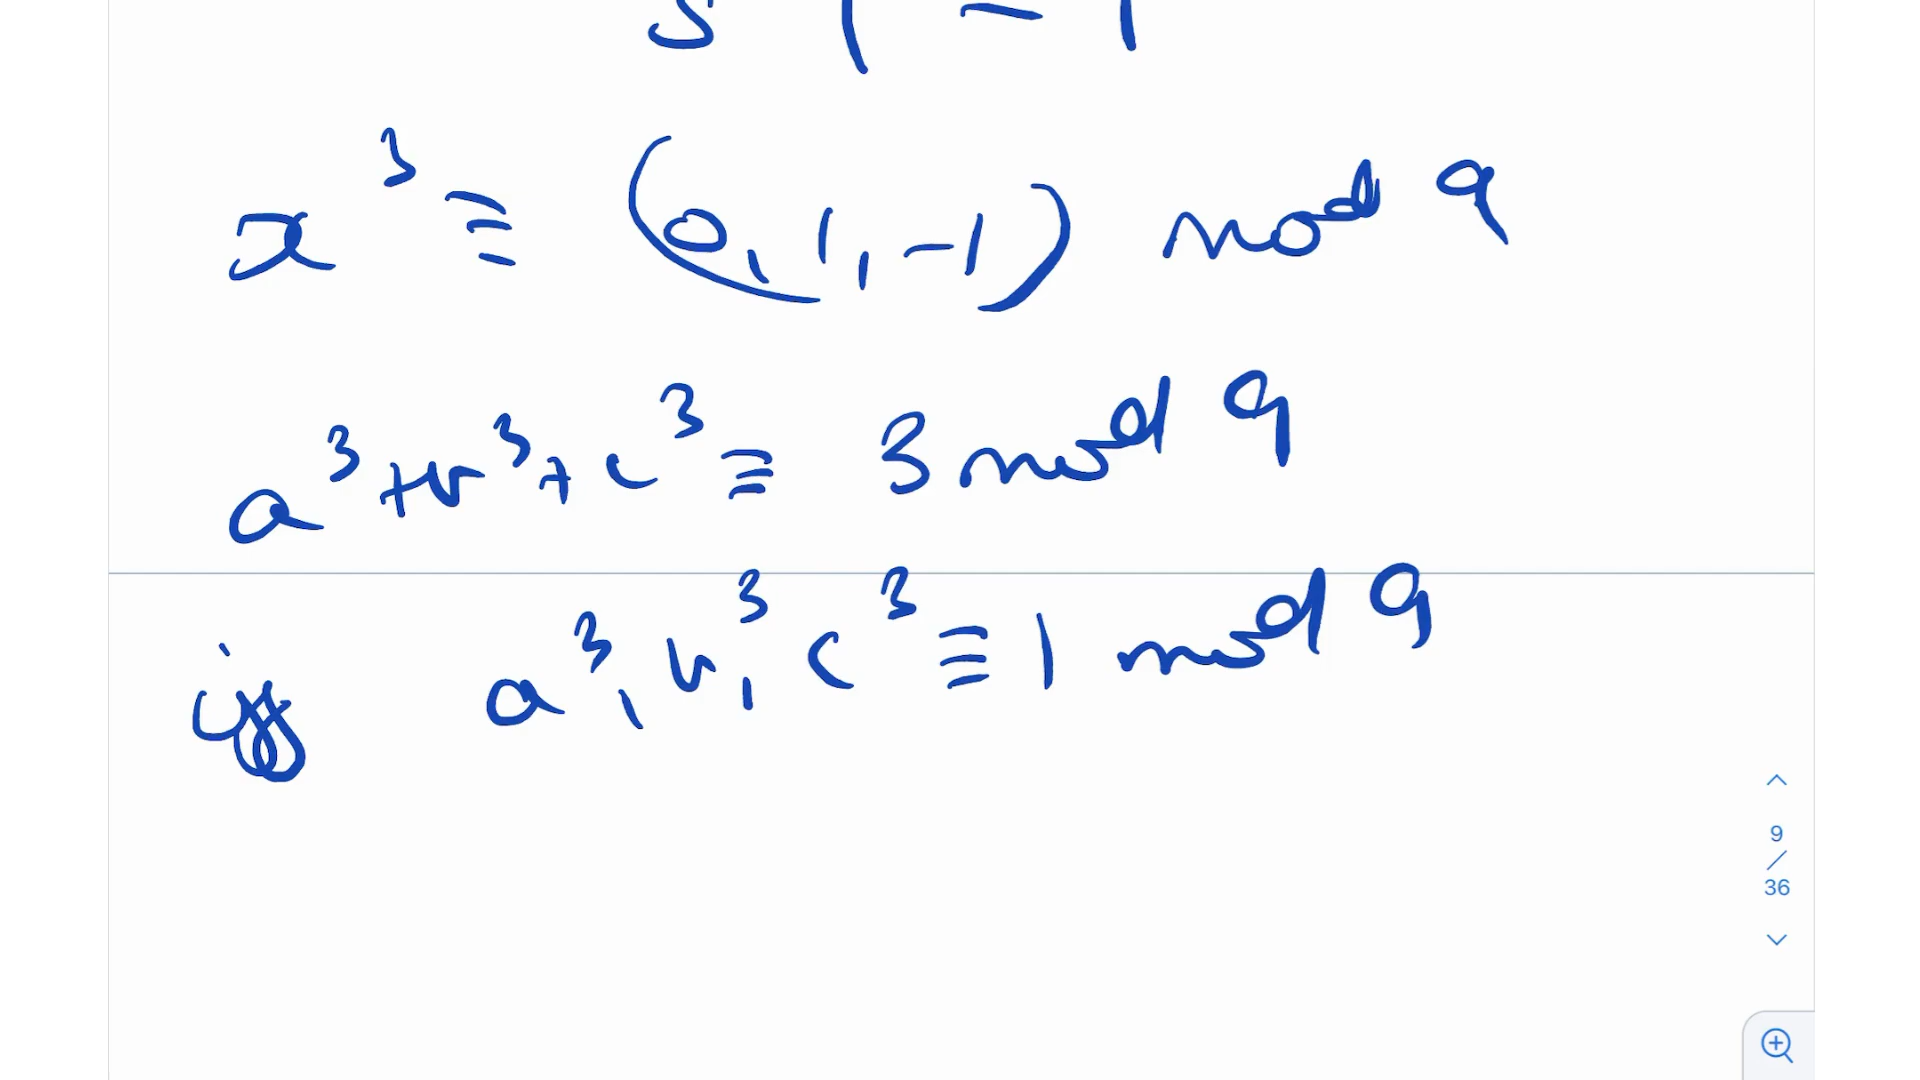 x³ ≡ (0, 1, -1) mod 9
a³+b³+c³ ≡ 3 mod 9
iff a³, b³, c³ ≡ 1 mod 9
9
/
36